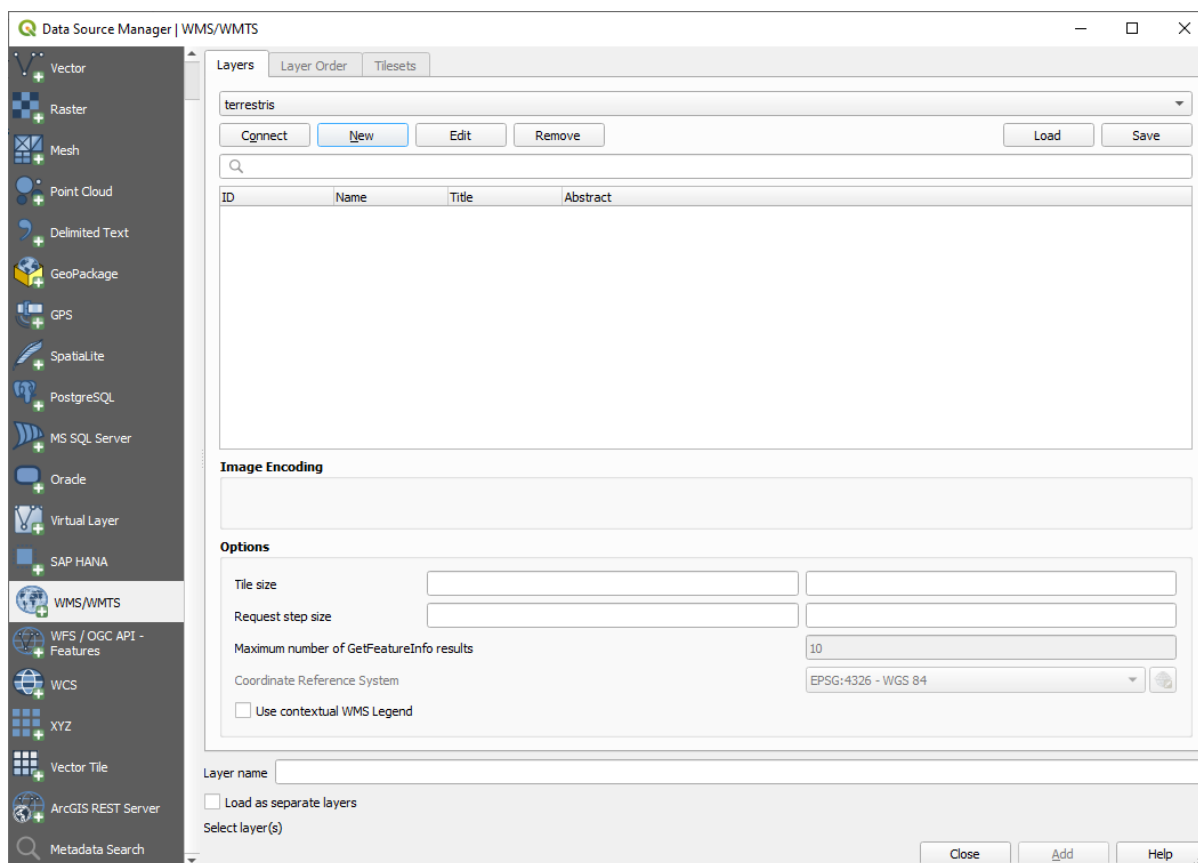 Data Source Manager | WMS/WMTS
Vector
Raster
Mesh
Point Cloud
Delimited Text
GeoPackage
GPS
SpatiaLite
PostgreSQL
MS SQL Server
Oracle
Virtual Layer
SAP HANA
WMS/WMTS
WFS / OGC API -
Features
WCS
XYZ
Vector Tile
ArcGIS REST Server
Metadata Search
Layers Layer Order Tilesets
terrestris
Connect New Edit Remove Load Save
ID Name Title Abstract
Image Encoding
Options
Tile size
Request step size
Maximum number of GetFeatureInfo results 10
Coordinate Reference System EPSG:4326 - WGS 84
Use contextual WMS Legend
Layer name
Load as separate layers
Select layer(s)
Close Add Help